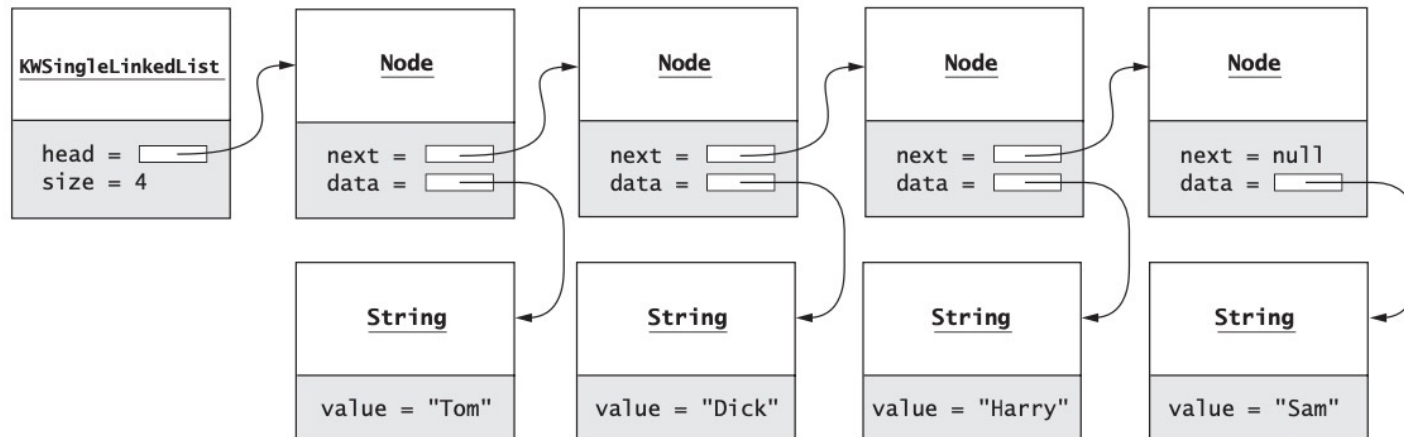 KWSingleLinkedList
head =
size = 4
Node
next =
data =
Node
next =
data =
Node
next =
data =
Node
next = null
data =
String
value = "Tom"
String
value = "Dick"
String
value = "Harry"
String
value = "Sam"